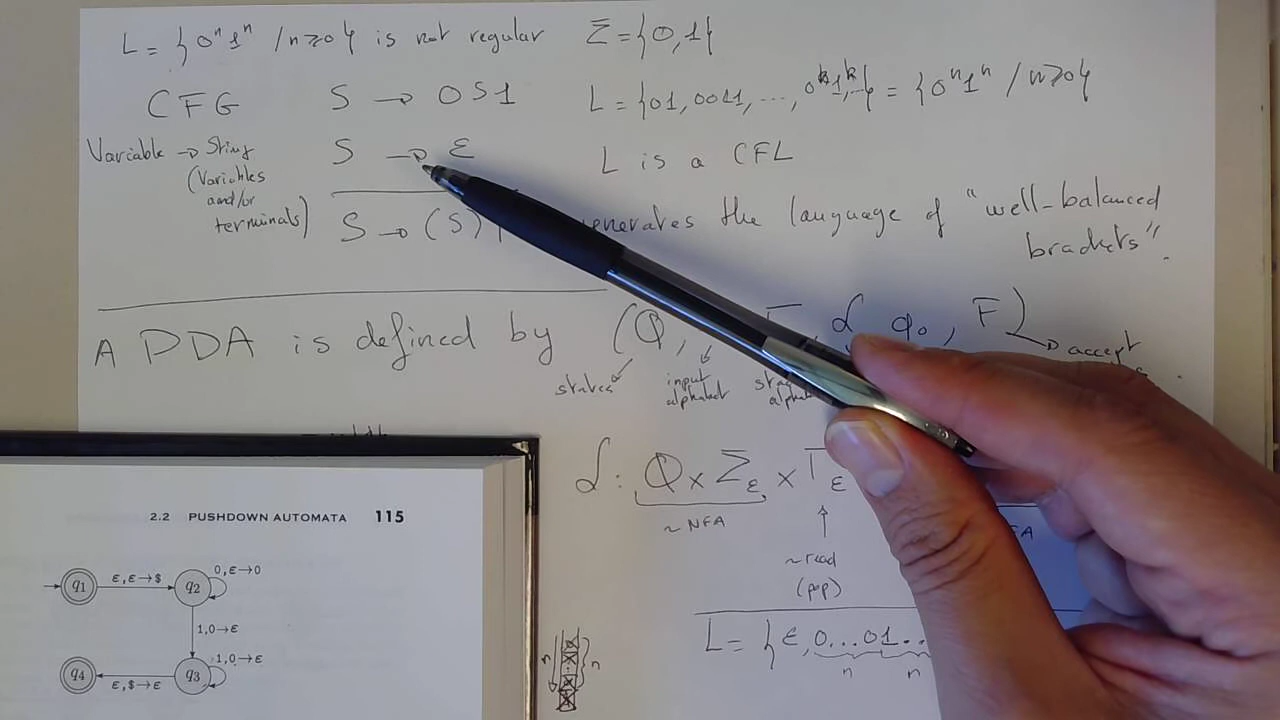 L = { 0ⁿ1ⁿ / n ≥ 0 } is not regular Σ = {0,1}
CFG S → 0S1 L = {01, 0011, ..., 0ᵏ1ᵏ, ...} = {0ⁿ1ⁿ / n ≥ 0}
Variable → String S → ε L is a CFL
(Variables
and/or
terminals) S → (S) the language of "well-balanced
brackets".
A PDA is defined by (Q, Γ, δ, q₀, F) → accept
states input
alphabet
δ: Q × Σε × Γε
~ NFA
~ read
(pop)
L = {ε, 0...01..
n n
n n
2.2 PUSHDOWN AUTOMATA 115
q1 ε,ε→$ q2 0,ε→0
1,0→ε
q4 ε,$→ε q3 1,0→ε